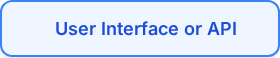 User Interface or API